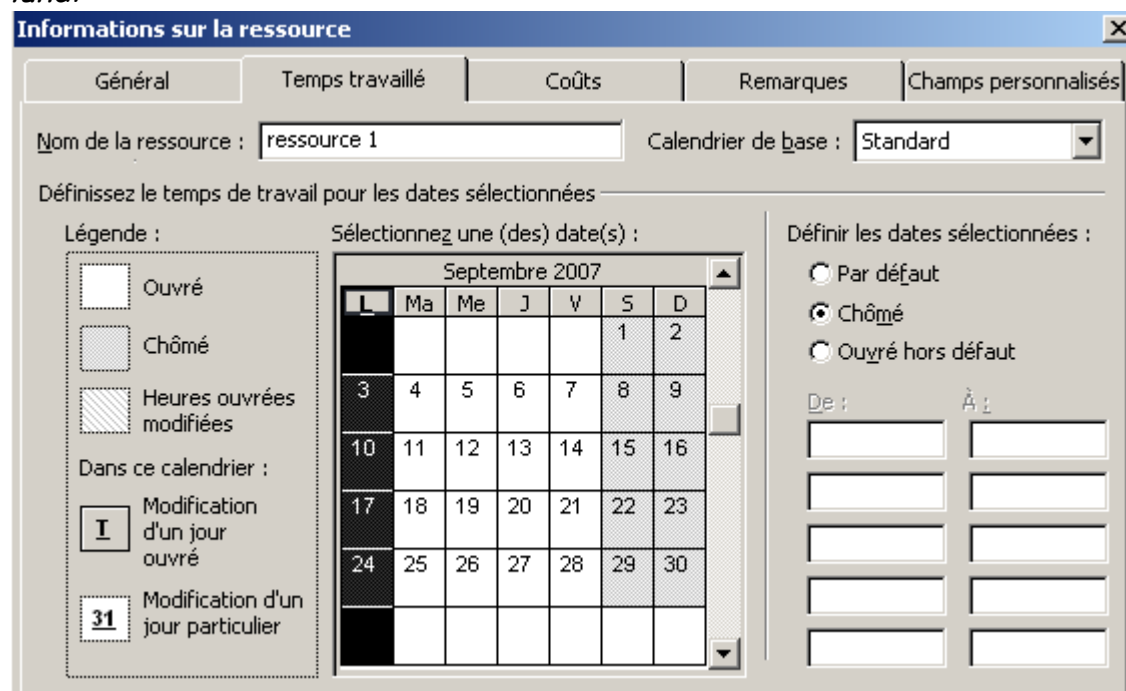 lundi
Informations sur la ressource
Général Temps travaillé Coûts Remarques Champs personnalisés
Nom de la ressource : ressource 1 Calendrier de base : Standard
Définissez le temps de travail pour les dates sélectionnées
Légende :
Ouvré
Chômé
Heures ouvrées
modifiées
Dans ce calendrier :
I Modification
d'un jour
ouvré
31 Modification d'un
jour particulier
Sélectionnez une (des) date(s) :
Septembre 2007
L Ma Me J V S D
1 2
3 4 5 6 7 8 9
10 11 12 13 14 15 16
17 18 19 20 21 22 23
24 25 26 27 28 29 30
Définir les dates sélectionnées :
Par défaut
Chômé
Ouvré hors défaut
De : À :